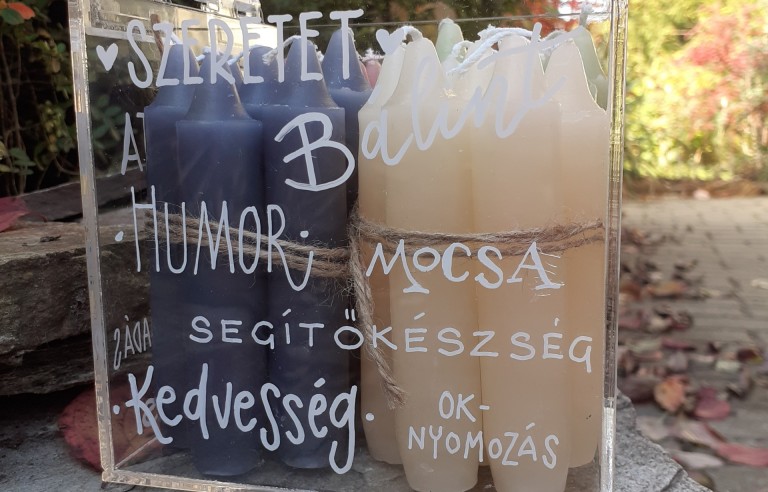 ♥ SZERETET ♥
Bálint
·HUMOR· MOCSA
SEGÍTŐKÉSZSÉG
·Kedvesség· OK-
NYOMOZÁS